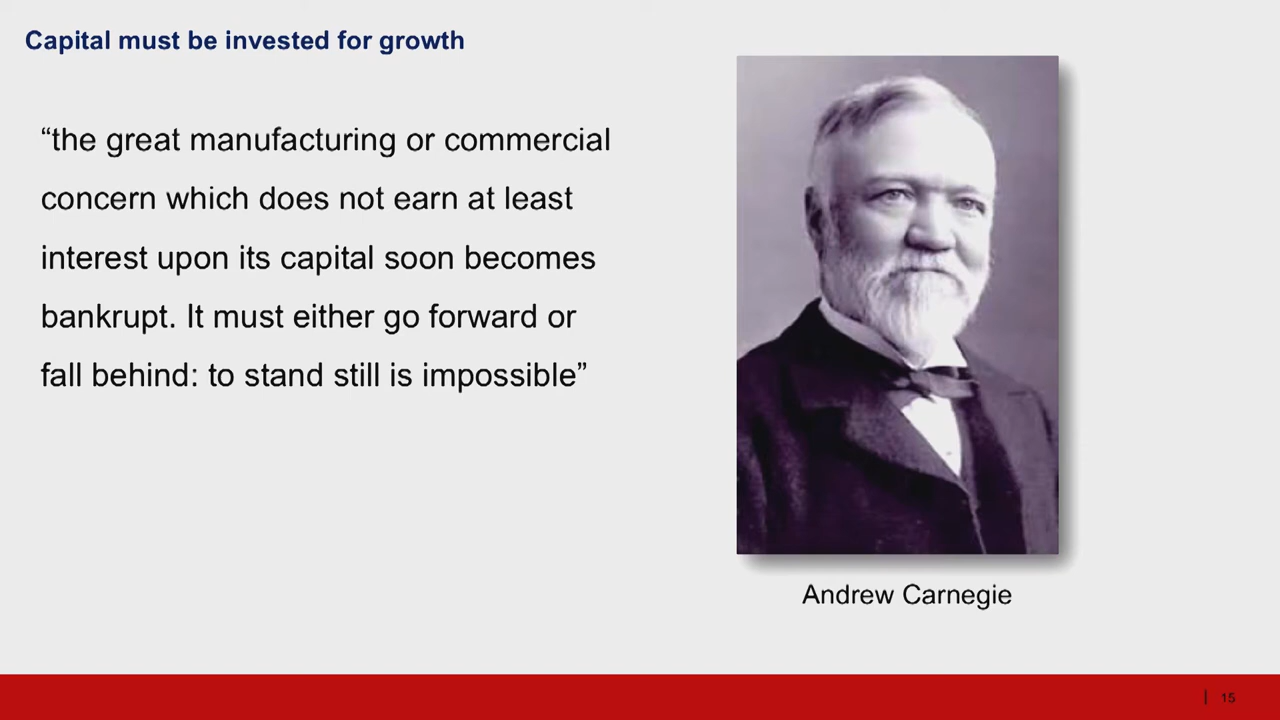 Capital must be invested for growth
“the great manufacturing or commercial
concern which does not earn at least
interest upon its capital soon becomes
bankrupt. It must either go forward or
fall behind: to stand still is impossible”
Andrew Carnegie
| 15